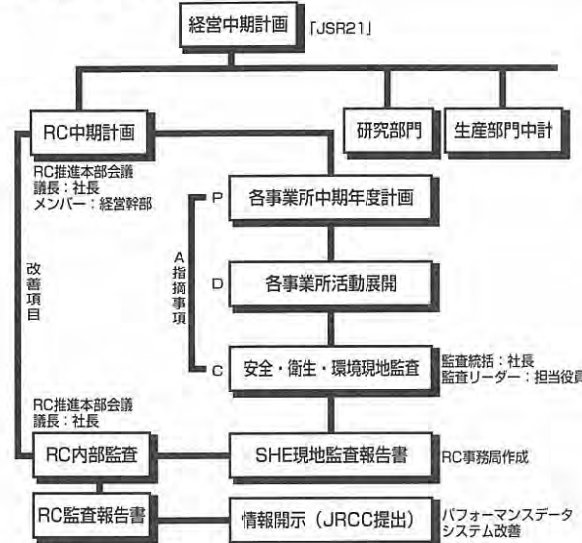 経営中期計画
「JSR21」
RC中期計画
研究部門
生産部門中計
RC推進本部会議
議長：社長
メンバー：経営幹部
P
各事業所中期年度計画
改善項目
A指摘事項
D
各事業所活動展開
C
安全・衛生・環境現地監査
監査統括：社長
監査リーダー：担当役員
RC推進本部会議
議長：社長
RC内部監査
SHE現地監査報告書
RC事務局作成
RC監査報告書
情報開示（JRCC提出）
パフォーマンスデータ
システム改善